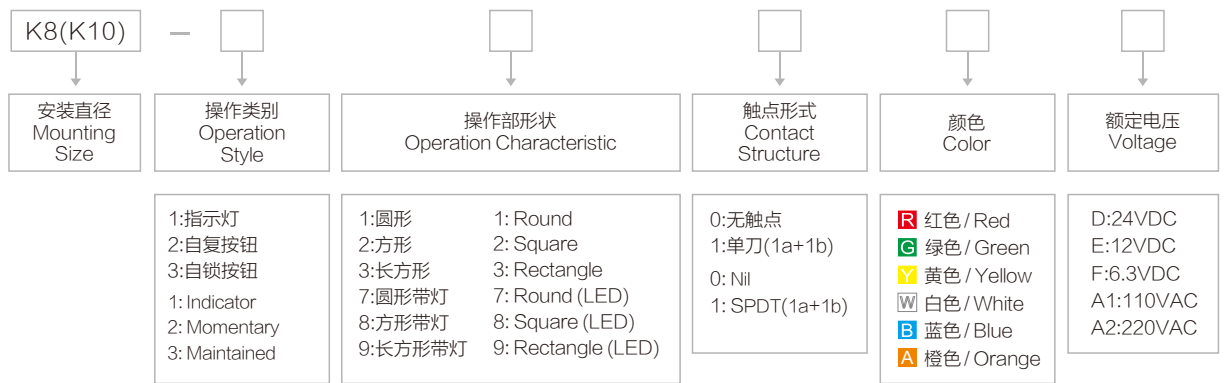 K8(K10) —
安装直径
Mounting
Size
操作类别
Operation
Style
操作部形状
Operation Characteristic
触点形式
Contact
Structure
颜色
Color
额定电压
Voltage
1:指示灯
2:自复按钮
3:自锁按钮
1: Indicator
2: Momentary
3: Maintained
1:圆形
2:方形
3:长方形
7:圆形带灯
8:方形带灯
9:长方形带灯
1: Round
2: Square
3: Rectangle
7: Round (LED)
8: Square (LED)
9: Rectangle (LED)
0:无触点
1:单刀(1a+1b)
0: Nil
1: SPDT(1a+1b)
R 红色/Red
G 绿色/Green
Y 黄色/Yellow
W 白色/White
B 蓝色/Blue
A 橙色/Orange
D:24VDC
E:12VDC
F:6.3VDC
A1:110VAC
A2:220VAC